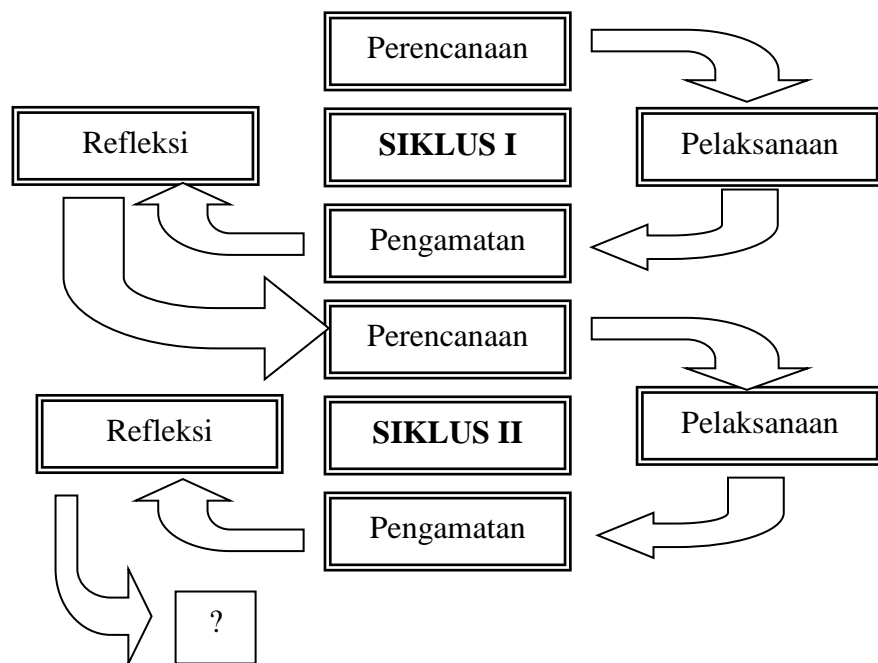 Perencanaan
Refleksi
SIKLUS I
Pelaksanaan
Pengamatan
Perencanaan
Refleksi
SIKLUS II
Pelaksanaan
Pengamatan
?